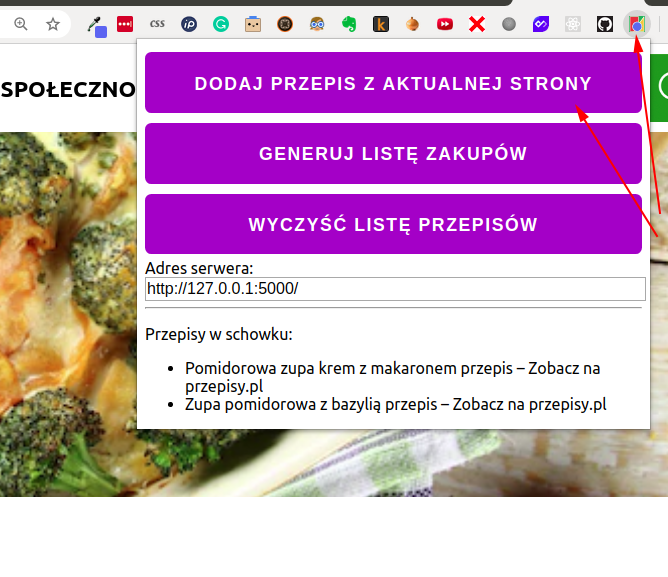 css
SPOŁECZNO
DODAJ PRZEPIS Z AKTUALNEJ STRONY
GENERUJ LISTĘ ZAKUPÓW
WYCZYŚĆ LISTĘ PRZEPISÓW
Adres serwera:
http://127.0.0.1:5000/
Przepisy w schowku:
Pomidorowa zupa krem z makaronem przepis – Zobacz na
przepisy.pl
Zupa pomidorowa z bazylią przepis – Zobacz na przepisy.pl